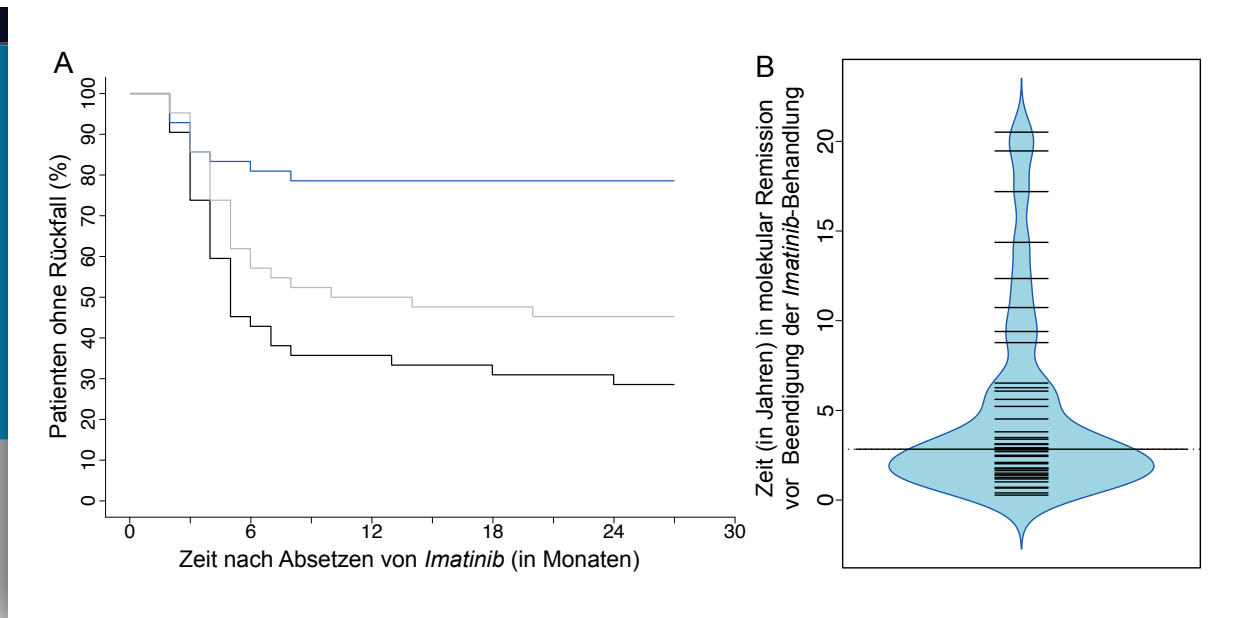 A
Patienten ohne Rückfall (%)
100
90
80
70
60
50
40
30
20
10
0
0 6 12 18 24 30
Zeit nach Absetzen von Imatinib (in Monaten)
B
Zeit (in Jahren) in molekular Remission
vor Beendigung der Imatinib-Behandlung
20
15
10
5
0